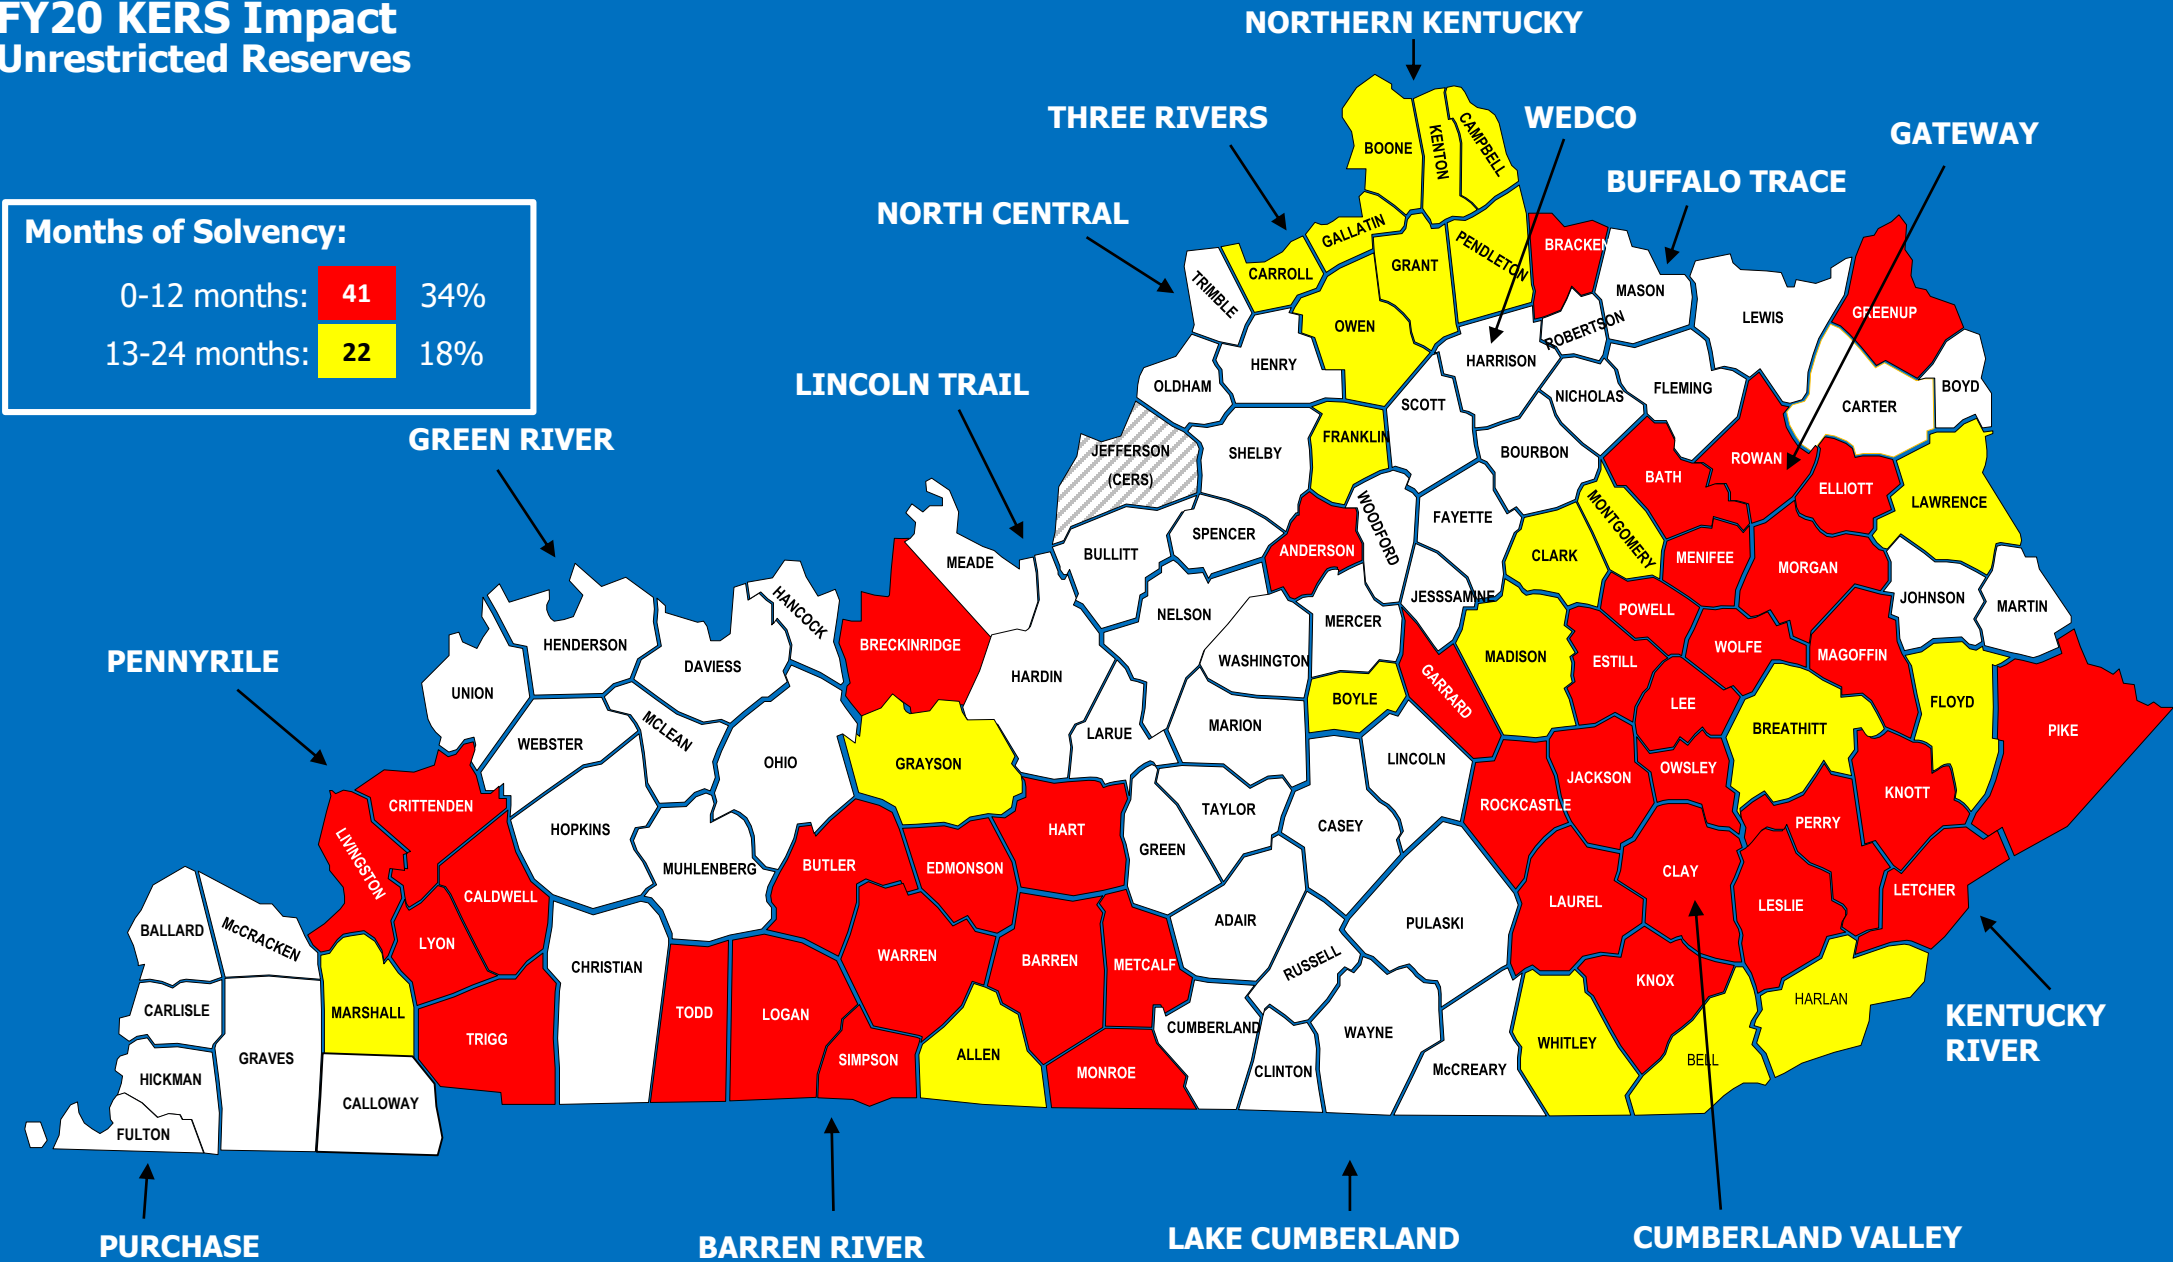 FY20 KERS Impact
Unrestricted Reserves
NORTHERN KENTUCKY
THREE RIVERS
WEDCO
GATEWAY
BUFFALO TRACE
NORTH CENTRAL
LINCOLN TRAIL
GREEN RIVER
PENNYRILE
Months of Solvency:
0-12 months: 41 34%
13-24 months: 22 18%
BOONE
KENTON
CAMPBELL
GALLATIN
CARROLL
GRANT
PENDLETON
BRACKEN
TRIMBLE
OWEN
MASON
ROBERTSON
LEWIS
GREENUP
HENRY
HARRISON
OLDHAM
SCOTT
NICHOLAS
FLEMING
CARTER
BOYD
JEFFERSON
(CERS)
SHELBY
FRANKLIN
BOURBON
BATH
ROWAN
ELLIOTT
LAWRENCE
WOODFORD
FAYETTE
MONTGOMERY
SPENCER
ANDERSON
CLARK
MENIFEE
MORGAN
BULLITT
MEADE
HANCOCK
NELSON
MERCER
JESSSAMINE
POWELL
JOHNSON
MARTIN
HENDERSON
DAVIESS
BRECKINRIDGE
HARDIN
WASHINGTON
GARRARD
MADISON
ESTILL
WOLFE
MAGOFFIN
UNION
WEBSTER
MCLEAN
OHIO
GRAYSON
LARUE
MARION
BOYLE
LINCOLN
LEE
BREATHITT
FLOYD
PIKE
CRITTENDEN
LIVINGSTON
HOPKINS
MUHLENBERG
BUTLER
EDMONSON
HART
GREEN
TAYLOR
CASEY
ROCKCASTLE
JACKSON
OWSLEY
PERRY
KNOTT
CALDWELL
LYON
CLAY
LESLIE
LETCHER
LAUREL
BALLARD
McCRACKEN
CHRISTIAN
WARREN
BARREN
METCALF
ADAIR
RUSSELL
PULASKI
KNOX
HARLAN
CARLISLE
MARSHALL
TRIGG
TODD
LOGAN
SIMPSON
ALLEN
MONROE
CUMBERLAND
CLINTON
WAYNE
McCREARY
WHITLEY
BELL
HICKMAN
GRAVES
CALLOWAY
FULTON
KENTUCKY
RIVER
PURCHASE
BARREN RIVER
LAKE CUMBERLAND
CUMBERLAND VALLEY